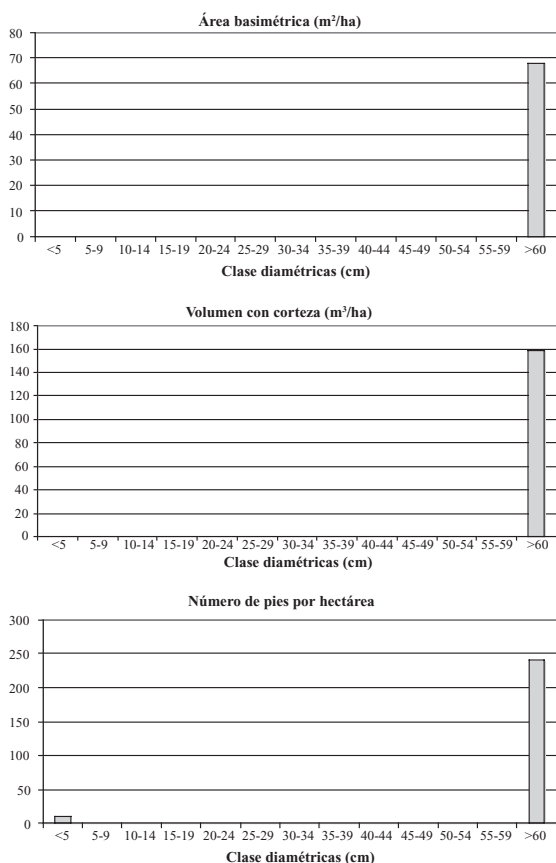 Área basimétrica (m²/ha)
80
70
60
50
40
30
20
10
0
<5 5-9 10-14 15-19 20-24 25-29 30-34 35-39 40-44 45-49 50-54 55-59 >60
Clase diamétricas (cm)
Volumen con corteza (m³/ha)
180
160
140
120
100
80
60
40
20
0
<5 5-9 10-14 15-19 20-24 25-29 30-34 35-39 40-44 45-49 50-54 55-59 >60
Clase diamétricas (cm)
Número de pies por hectárea
300
250
200
150
100
50
0
<5 5-9 10-14 15-19 20-24 25-29 30-34 35-39 40-44 45-49 50-54 55-59 >60
Clase diamétricas (cm)